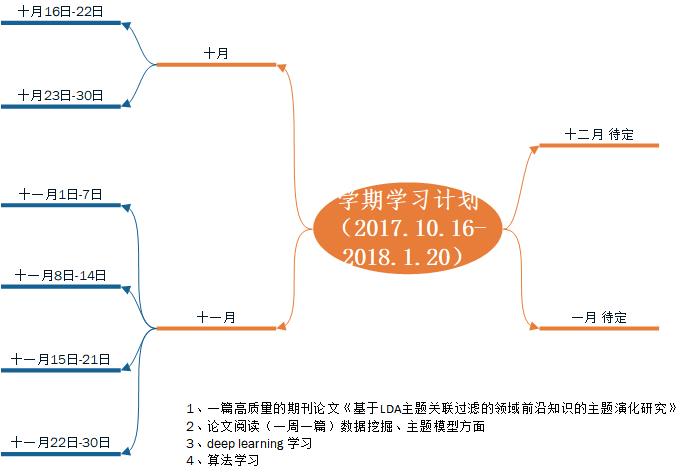 十月16日-22日
十月23日-30日
十月
十一月1日-7日
十一月8日-14日
十一月15日-21日
十一月22日-30日
十一月
学期学习计划
（2017.10.16-
2018.1.20）
十二月 待定
一月 待定
1、一篇高质量的期刊论文《基于LDA主题关联过滤的领域前沿知识的主题演化研究》
2、论文阅读（一周一篇）数据挖掘、主题模型方面
3、deep learning 学习
4、算法学习